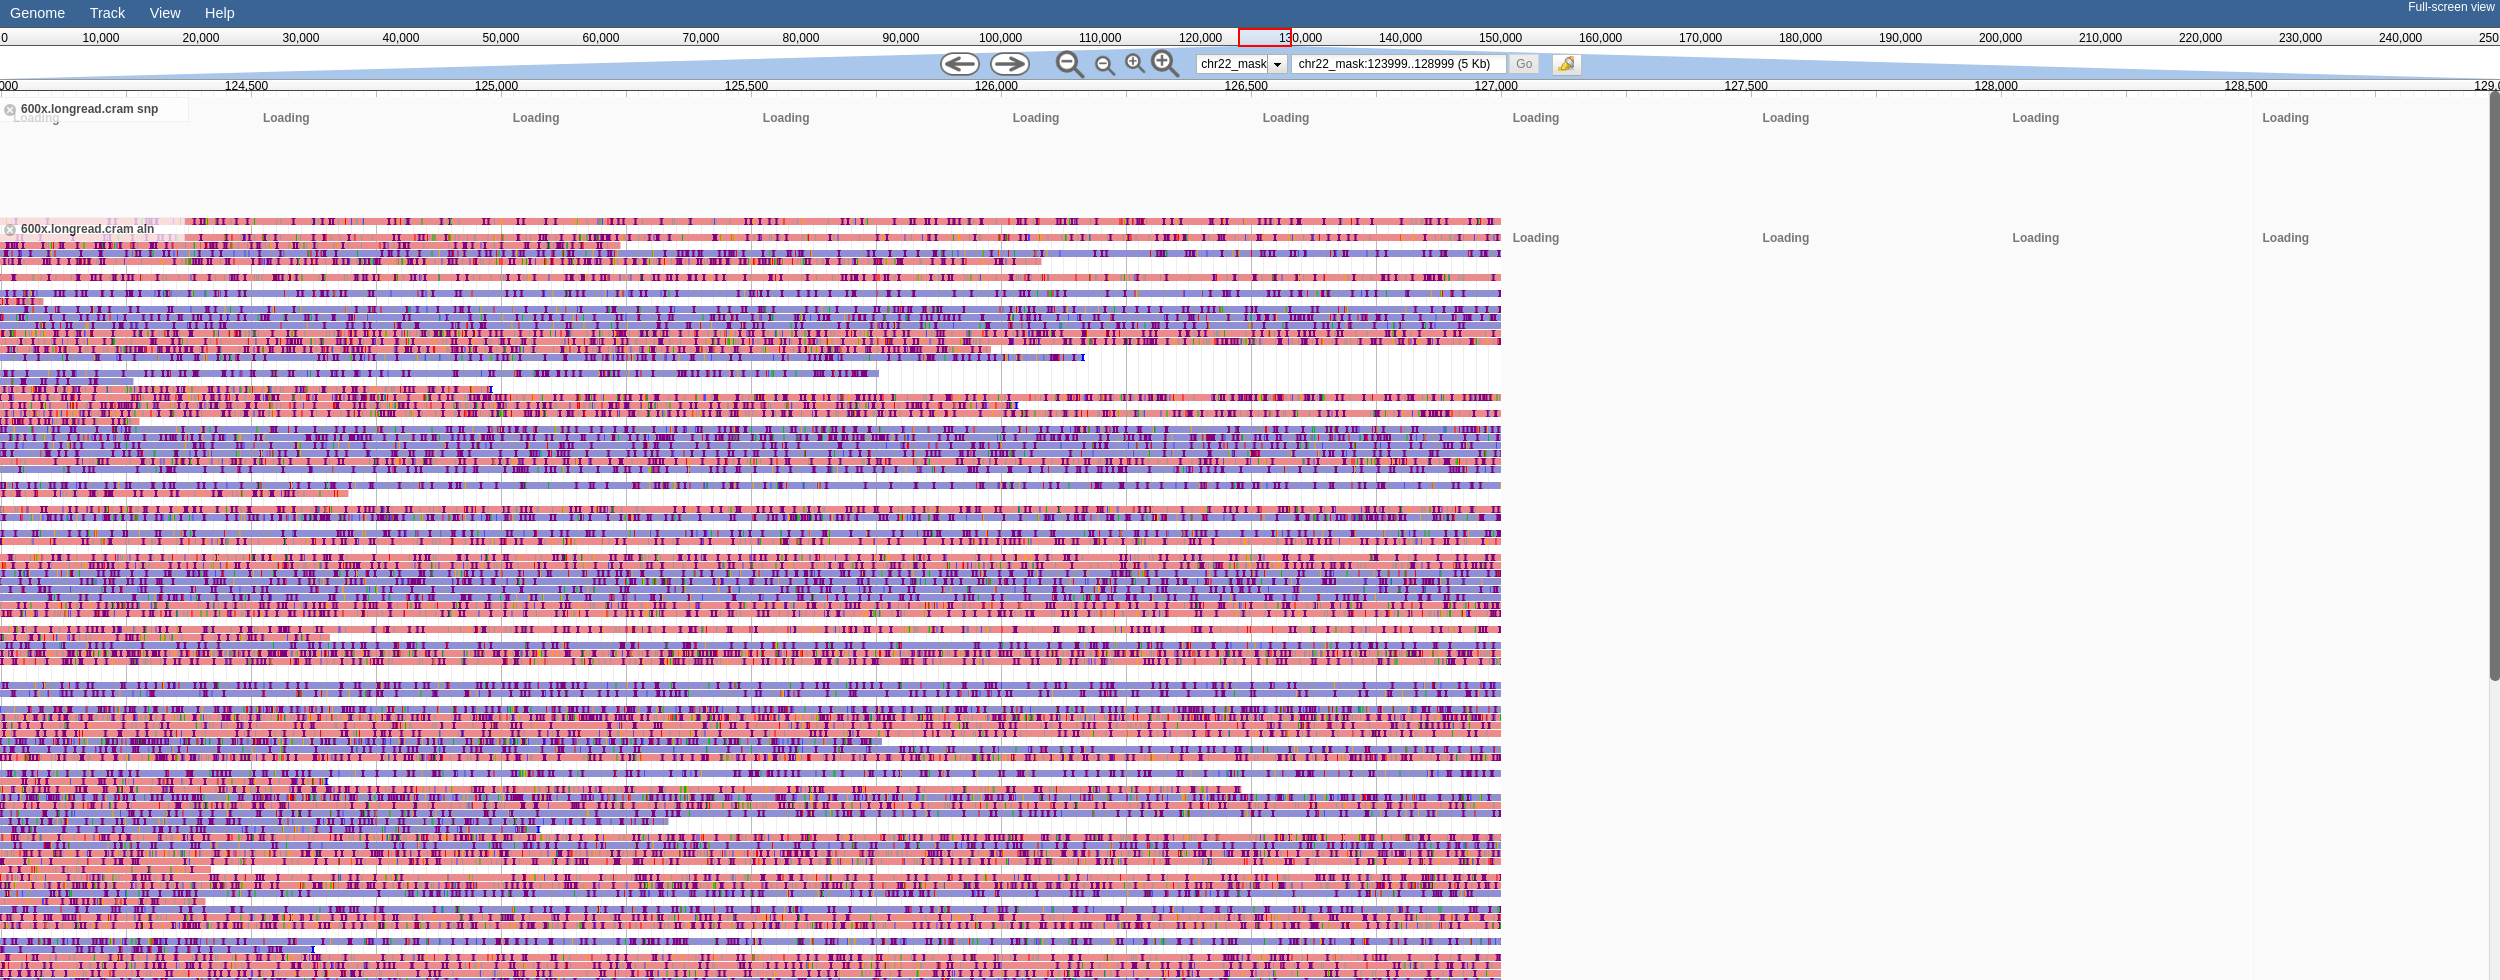 Genome Track View Help Full-screen view
0 10,000 20,000 30,000 40,000 50,000 60,000 70,000 80,000 90,000 100,000 110,000 120,000 130,000 140,000 150,000 160,000 170,000 180,000 190,000 200,000 210,000 220,000 230,000 240,000 250
chr22_mask chr22_mask:123999..128999 (5 Kb) Go
000 124,500 125,000 125,500 126,000 126,500 127,000 127,500 128,000 128,500 129,0
600x.longread.cram snp
Loading Loading Loading Loading Loading Loading Loading Loading Loading Loading
600x.longread.cram aln
Loading Loading Loading Loading